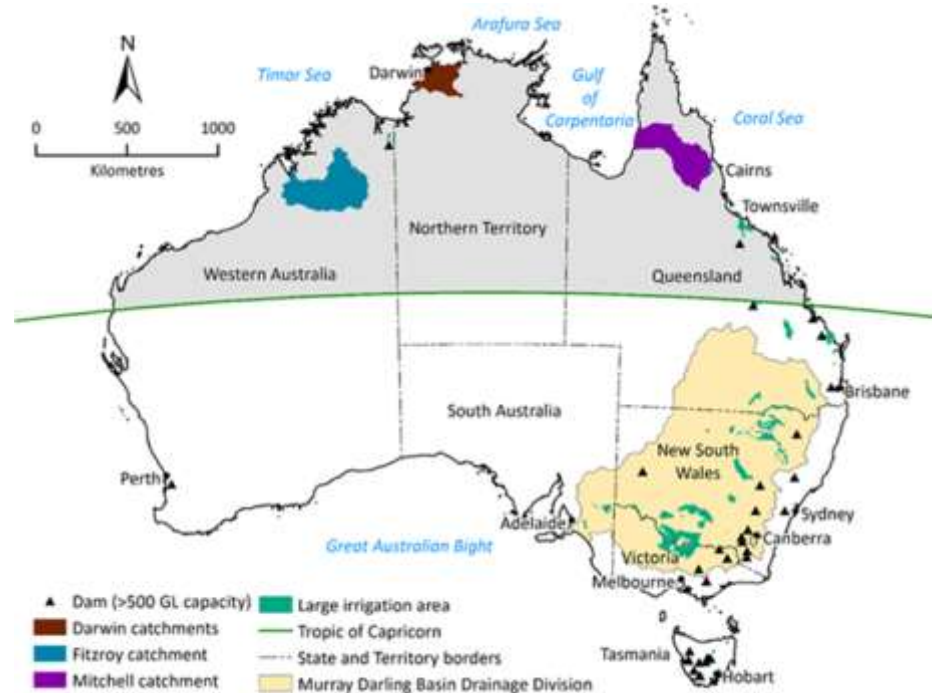 Arafura Sea
N
Timor Sea
Darwin
Gulf
of
Carpentaria
Coral Sea
0 500 1000
Kilometres
Cairns
Townsville
Northern Territory
Western Australia
Queensland
South Australia
Brisbane
New South
Wales
Perth
Adelaide
Sydney
Canberra
Great Australian Bight
Victoria
Melbourne
Tasmania
Hobart
Dam (>500 GL capacity)
Darwin catchments
Fitzroy catchment
Mitchell catchment
Large irrigation area
Tropic of Capricorn
State and Territory borders
Murray Darling Basin Drainage Division